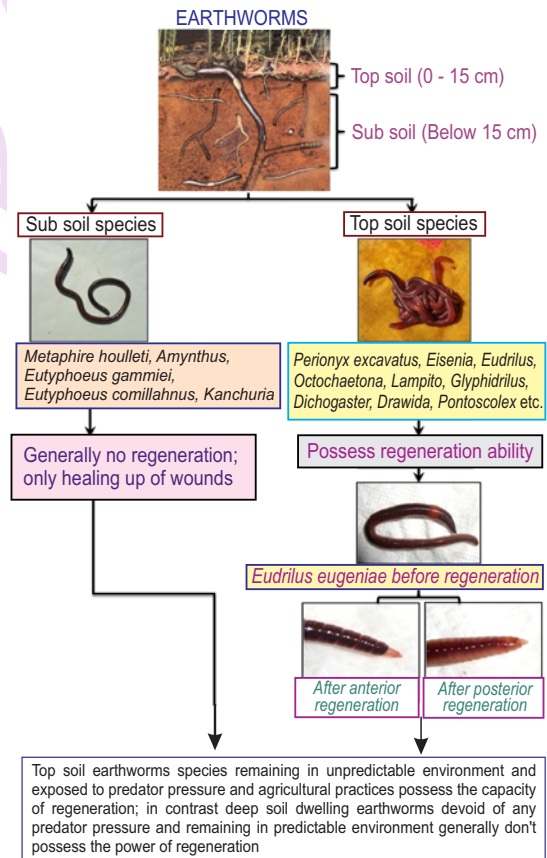 EARTHWORMS
Top soil (0 - 15 cm)
Sub soil (Below 15 cm)
Sub soil species
Top soil species
Metaphire houlleti, Amynthus,
Eutyphoeus gammiei,
Eutyphoeus comillahnus, Kanchuria
Perionyx excavatus, Eisenia, Eudrilus,
Octochaetona, Lampito, Glyphidrilus,
Dichogaster, Drawida, Pontoscolex etc.
Generally no regeneration;
only healing up of wounds
Possess regeneration ability
Eudrilus eugeniae before regeneration
After anterior
regeneration
After posterior
regeneration
Top soil earthworms species remaining in unpredictable environment and
exposed to predator pressure and agricultural practices possess the capacity
of regeneration; in contrast deep soil dwelling earthworms devoid of any
predator pressure and remaining in predictable environment generally don't
possess the power of regeneration